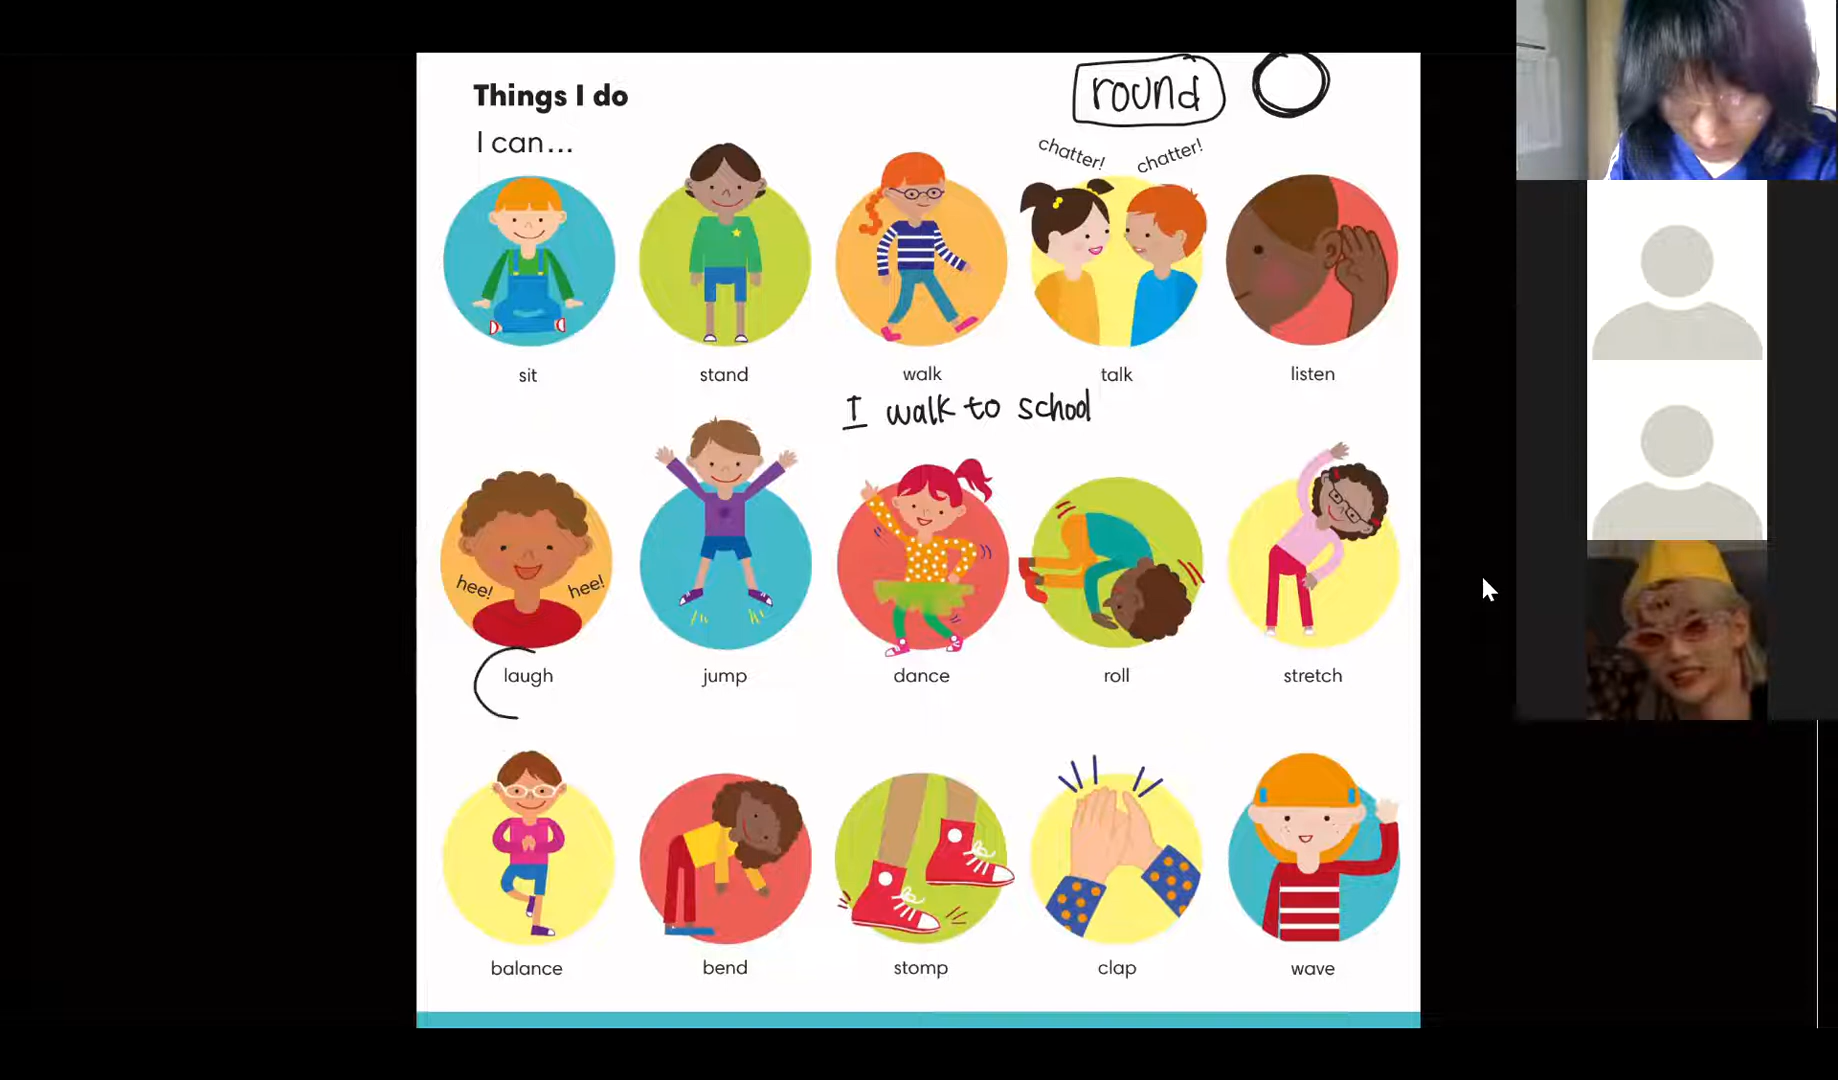 Things I do
round
I can...
chatter! chatter!
sit stand walk talk listen
I walk to school
hee! hee!
laugh jump dance roll stretch
balance bend stomp clap wave